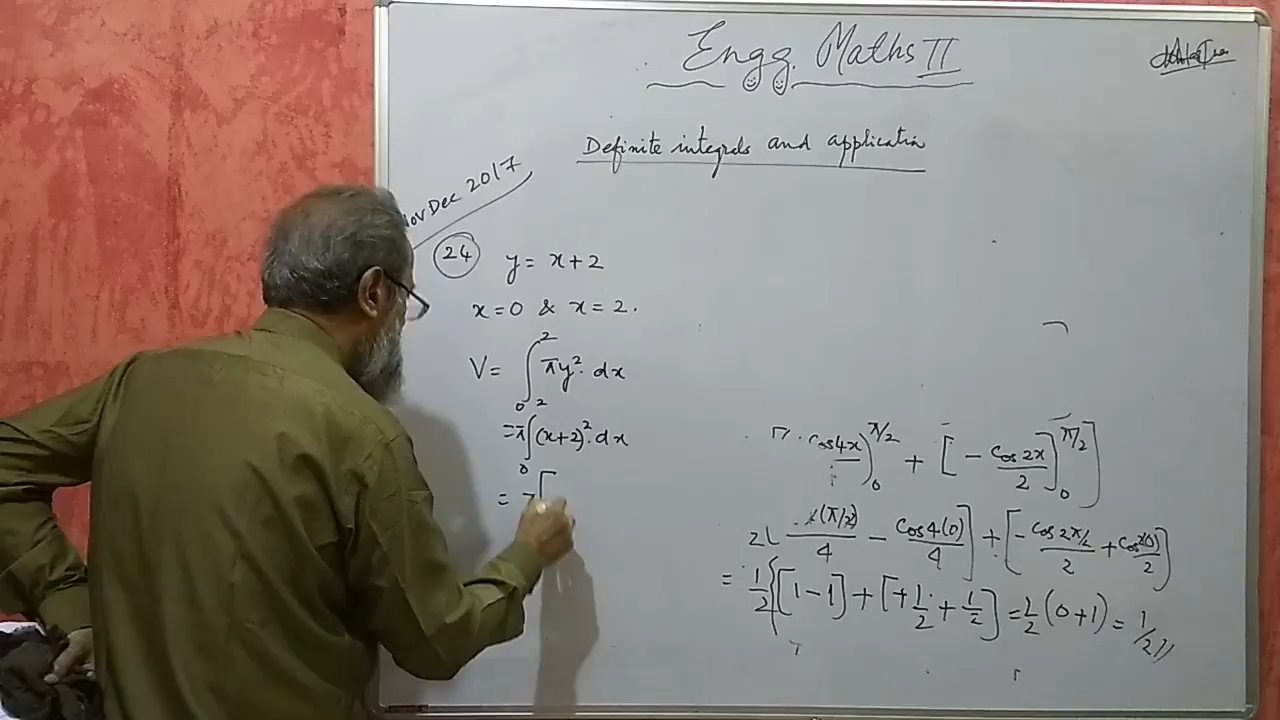 Engg. Maths II
Definite integrals and applicatin
Nov Dec 2017
24 y = x+2
x=0 & x=2.
V= ∫₀² πy². dx
=π∫₀²(x+2)². dx
= π[
cos4x)₀^π/2 + [- cos2x/2]₀^π/2]
(π/2)/4 - cos4(0)/4] + [- cos2π/2/2 + cos2(0)/2]
= 1/2{[1-1] + [+1/2 + 1/2] = 1/2(0+1) = 1/2//